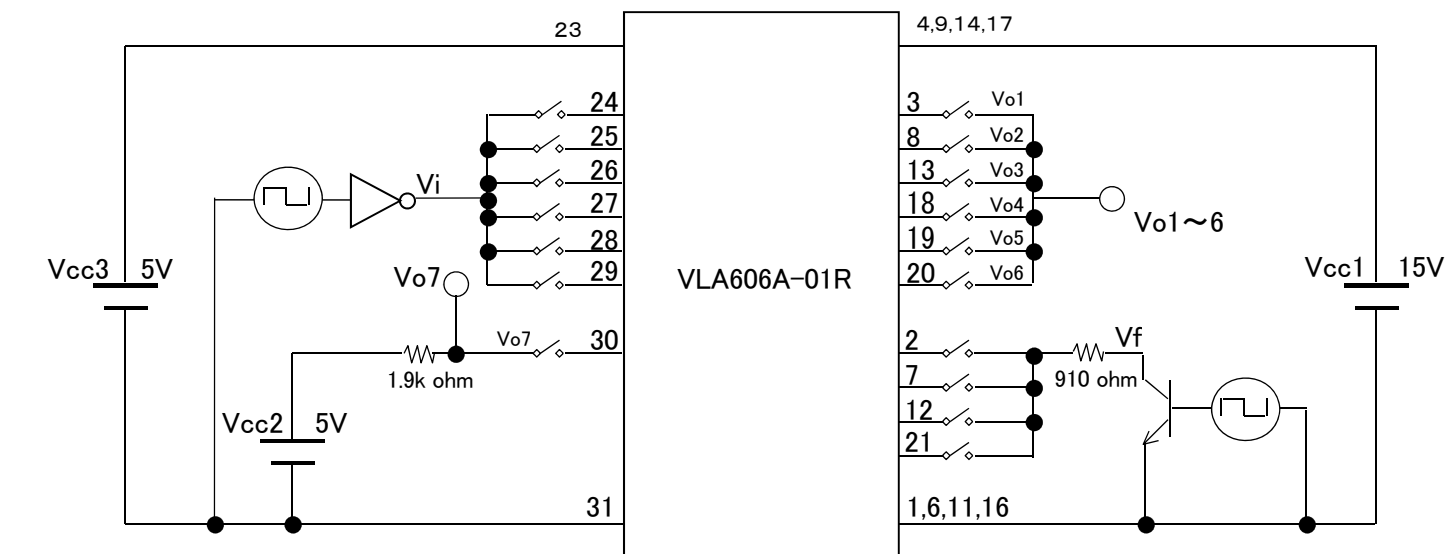 23
4,9,14,17
24
3
Vo1
25
8
Vo2
26
13
Vo3
Vi
27
18
Vo4
Vo1～6
28
19
Vo5
29
20
Vo6
Vcc3 5V
Vo7
VLA606A-01R
Vcc1 15V
Vo7
30
2
Vf
1.9k ohm
7
910 ohm
Vcc2 5V
12
21
31
1,6,11,16